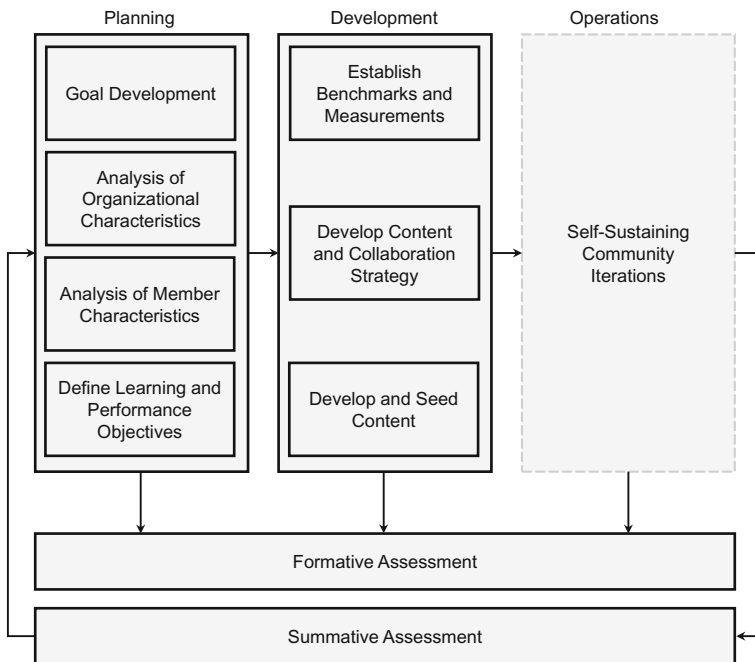 Planning
Goal Development
Analysis of
Organizational
Characteristics
Analysis of Member
Characteristics
Define Learning and
Performance
Objectives
Development
Establish
Benchmarks and
Measurements
Develop Content
and Collaboration
Strategy
Develop and Seed
Content
Operations
Self-Sustaining
Community
Iterations
Formative Assessment
Summative Assessment